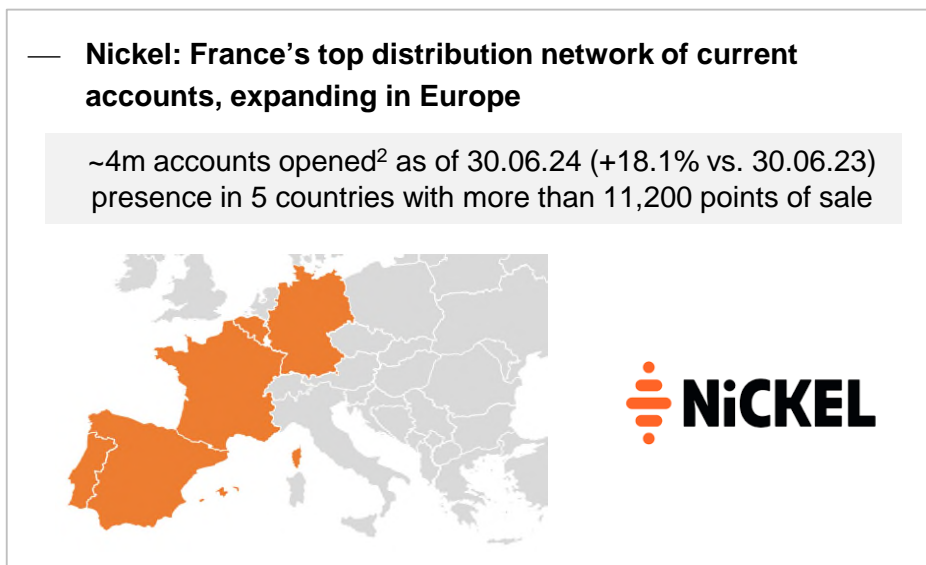 — Nickel: France’s top distribution network of current
accounts, expanding in Europe
~4m accounts opened² as of 30.06.24 (+18.1% vs. 30.06.23)
presence in 5 countries with more than 11,200 points of sale
NiCKEL